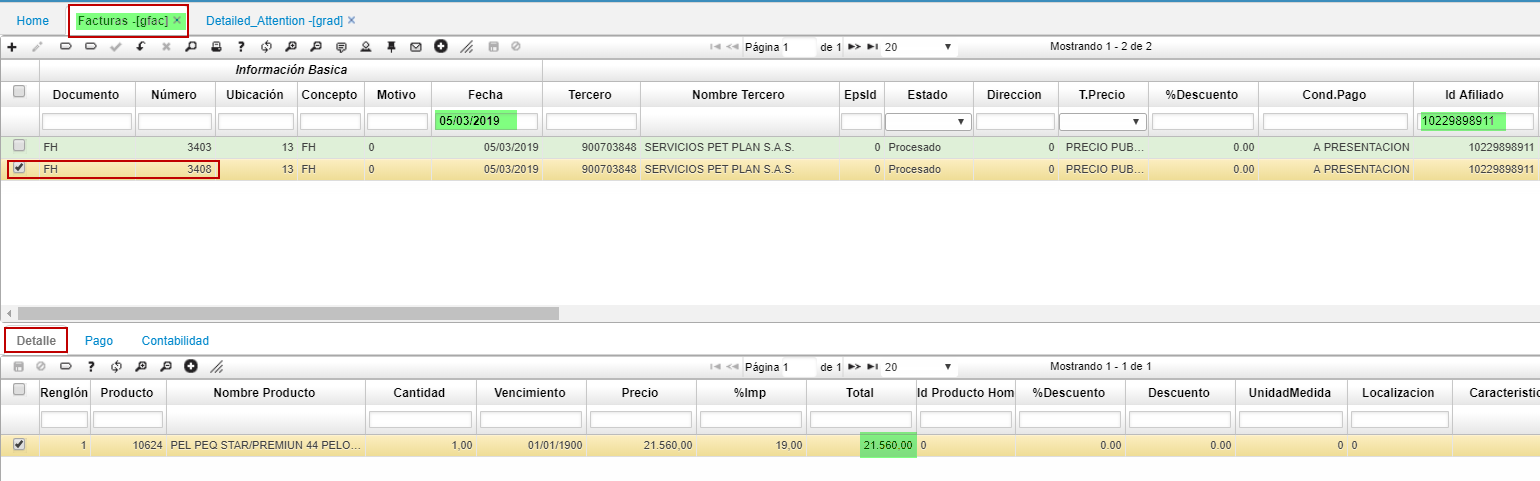 Home Facturas -[gfac] × Detailed_Attention -[grad] ×
Página 1 de 1 20 Mostrando 1 - 2 de 2
Información Basica
Documento Número Ubicación Concepto Motivo Fecha Tercero Nombre Tercero EpsId Estado Direccion T.Precio %Descuento Cond.Pago Id Afiliado
05/03/2019 10229898911
FH 3403 13 FH 0 05/03/2019 900703848 SERVICIOS PET PLAN S.A.S. 0 Procesado 0 PRECIO PUB... 0.00 A PRESENTACION 10229898911
FH 3408 13 FH 0 05/03/2019 900703848 SERVICIOS PET PLAN S.A.S. 0 Procesado 0 PRECIO PUB... 0.00 A PRESENTACION 10229898911
Detalle Pago Contabilidad
Página 1 de 1 20 Mostrando 1 - 1 de 1
Renglón Producto Nombre Producto Cantidad Vencimiento Precio %Imp Total Id Producto Hom %Descuento Descuento UnidadMedida Localizacion Caracteristic
1 10624 PEL PEQ STAR/PREMIUN 44 PELO... 1,00 01/01/1900 21.560,00 19,00 21.560,00 0 0.00 0.00 0 0